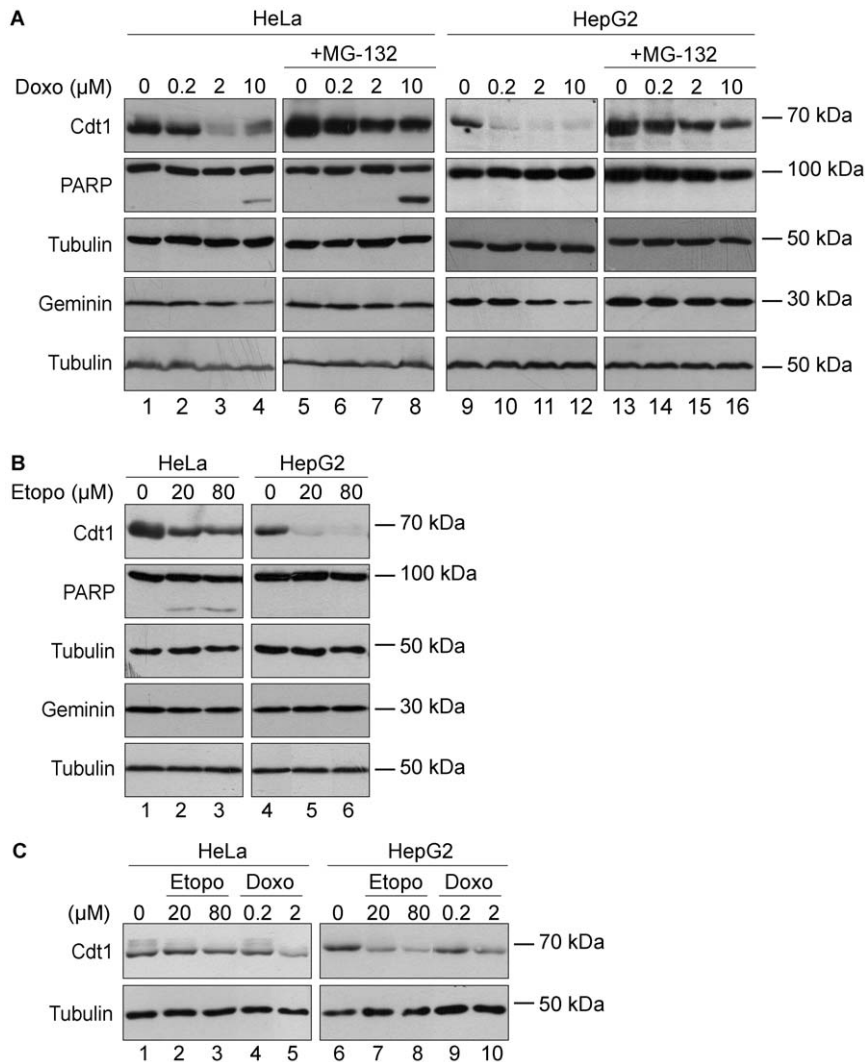 A
HeLa HepG2
+MG-132 +MG-132
Doxo (µM) 0 0.2 2 10 0 0.2 2 10 0 0.2 2 10 0 0.2 2 10
Cdt1 70 kDa
PARP 100 kDa
Tubulin 50 kDa
Geminin 30 kDa
Tubulin 50 kDa
1 2 3 4 5 6 7 8 9 10 11 12 13 14 15 16
B
HeLa HepG2
Etopo (µM) 0 20 80 0 20 80
Cdt1 70 kDa
PARP 100 kDa
Tubulin 50 kDa
Geminin 30 kDa
Tubulin 50 kDa
1 2 3 4 5 6
C
HeLa HepG2
Etopo Doxo Etopo Doxo
(µM) 0 20 80 0.2 2 0 20 80 0.2 2
Cdt1 70 kDa
Tubulin 50 kDa
1 2 3 4 5 6 7 8 9 10